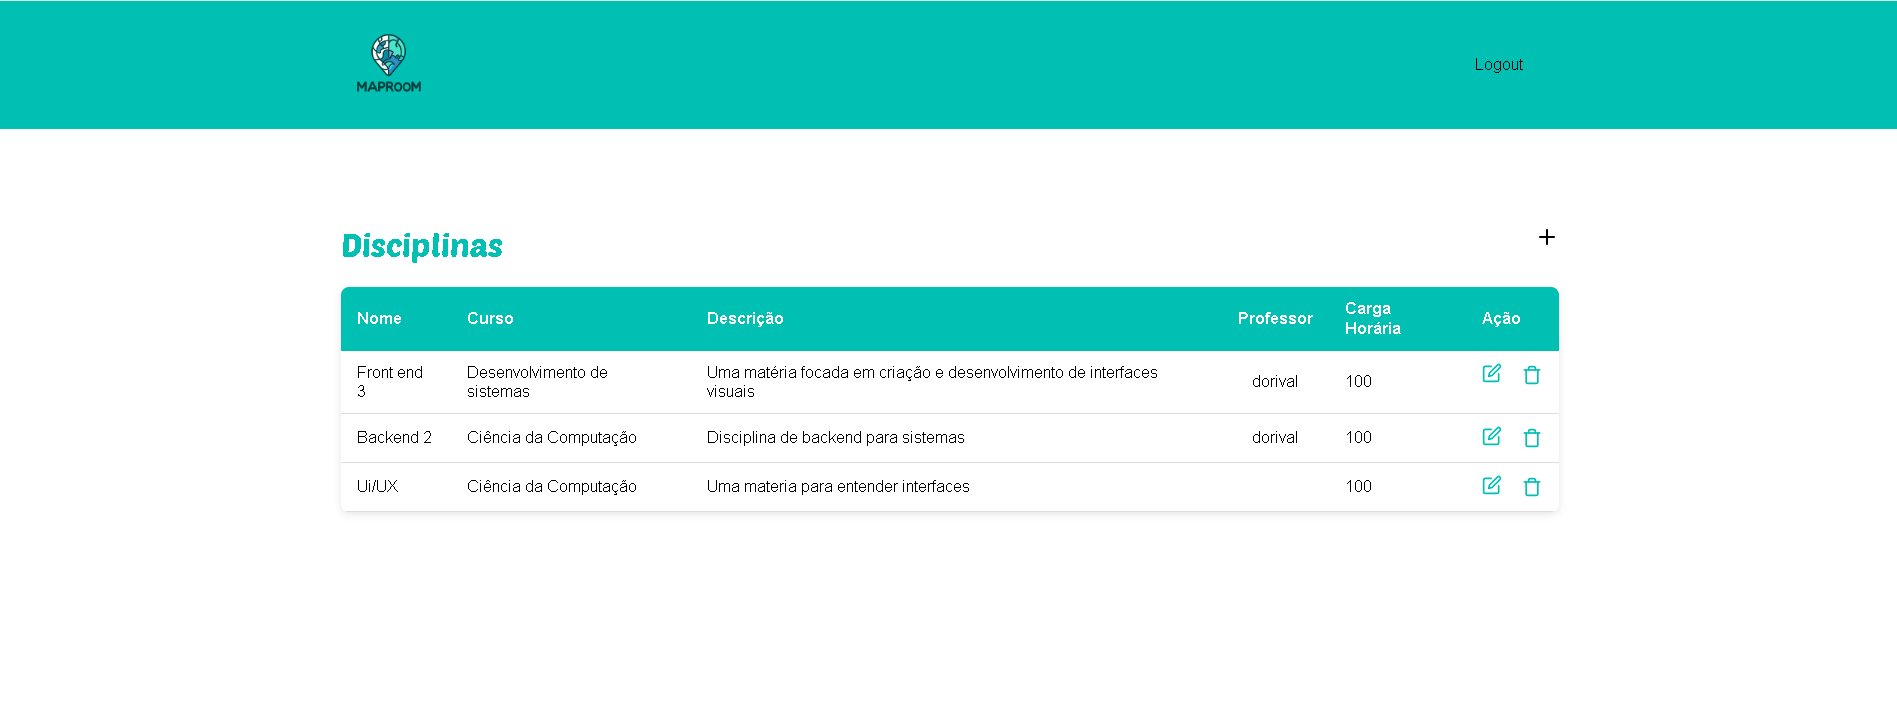 MAPROOM
Logout
Disciplinas
Nome Curso Descrição Professor Carga Horária Ação
Front end 3 Desenvolvimento de sistemas Uma matéria focada em criação e desenvolvimento de interfaces visuais dorival 100
Backend 2 Ciência da Computação Disciplina de backend para sistemas dorival 100
Ui/UX Ciência da Computação Uma materia para entender interfaces 100